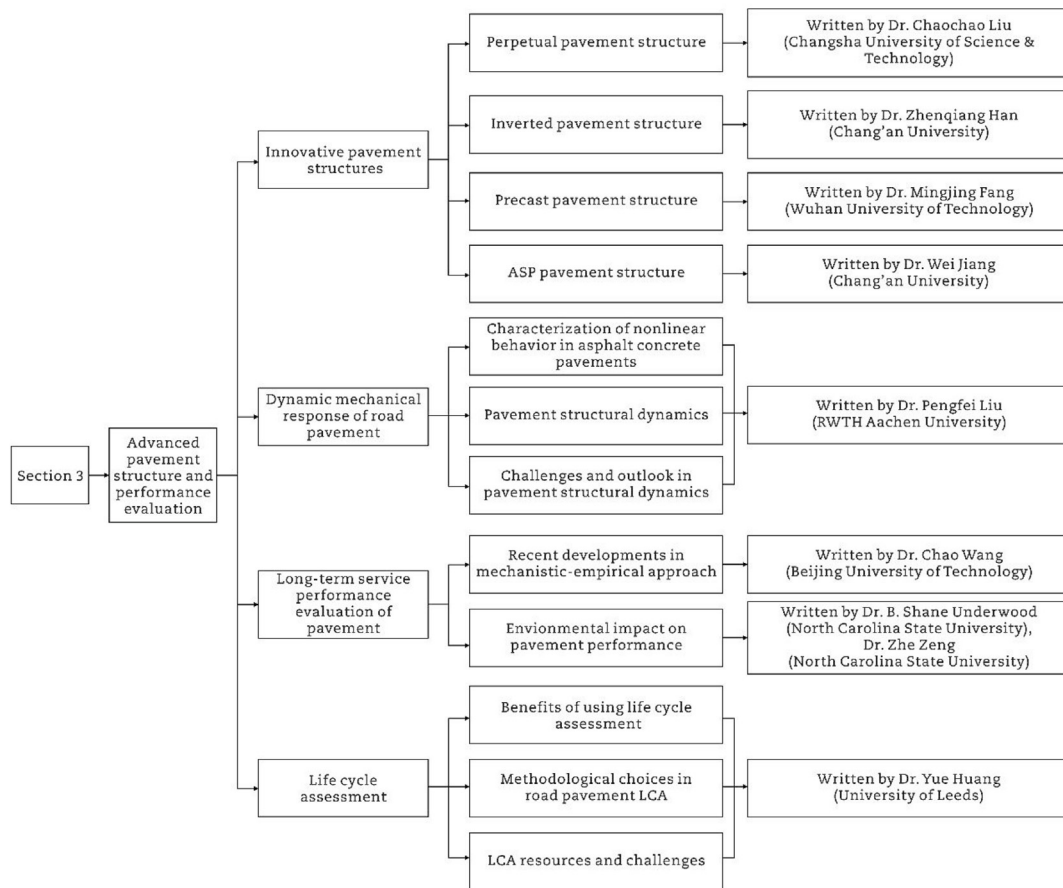 Section 3
Advanced
pavement
structure and
performance
evaluation
Innovative pavement
structures
Perpetual pavement structure
Written by Dr. Chaochao Liu
(Changsha University of Science &
Technology)
Inverted pavement structure
Written by Dr. Zhenqiang Han
(Chang'an University)
Precast pavement structure
Written by Dr. Mingjing Fang
(Wuhan University of Technology)
ASP pavement structure
Written by Dr. Wei Jiang
(Chang'an University)
Dynamic mechanical
response of road
pavement
Characterization of nonlinear
behavior in asphalt concrete
pavements
Pavement structural dynamics
Challenges and outlook in
pavement structural dynamics
Written by Dr. Pengfei Liu
(RWTH Aachen University)
Long-term service
performance
evaluation of
pavement
Recent developments in
mechanistic-empirical approach
Written by Dr. Chao Wang
(Beijing University of Technology)
Envionmental impact on
pavement performance
Written by Dr. B. Shane Underwood
(North Carolina State University),
Dr. Zhe Zeng
(North Carolina State University)
Life cycle
assessment
Benefits of using life cycle
assessment
Methodological choices in
road pavement LCA
LCA resources and challenges
Written by Dr. Yue Huang
(University of Leeds)